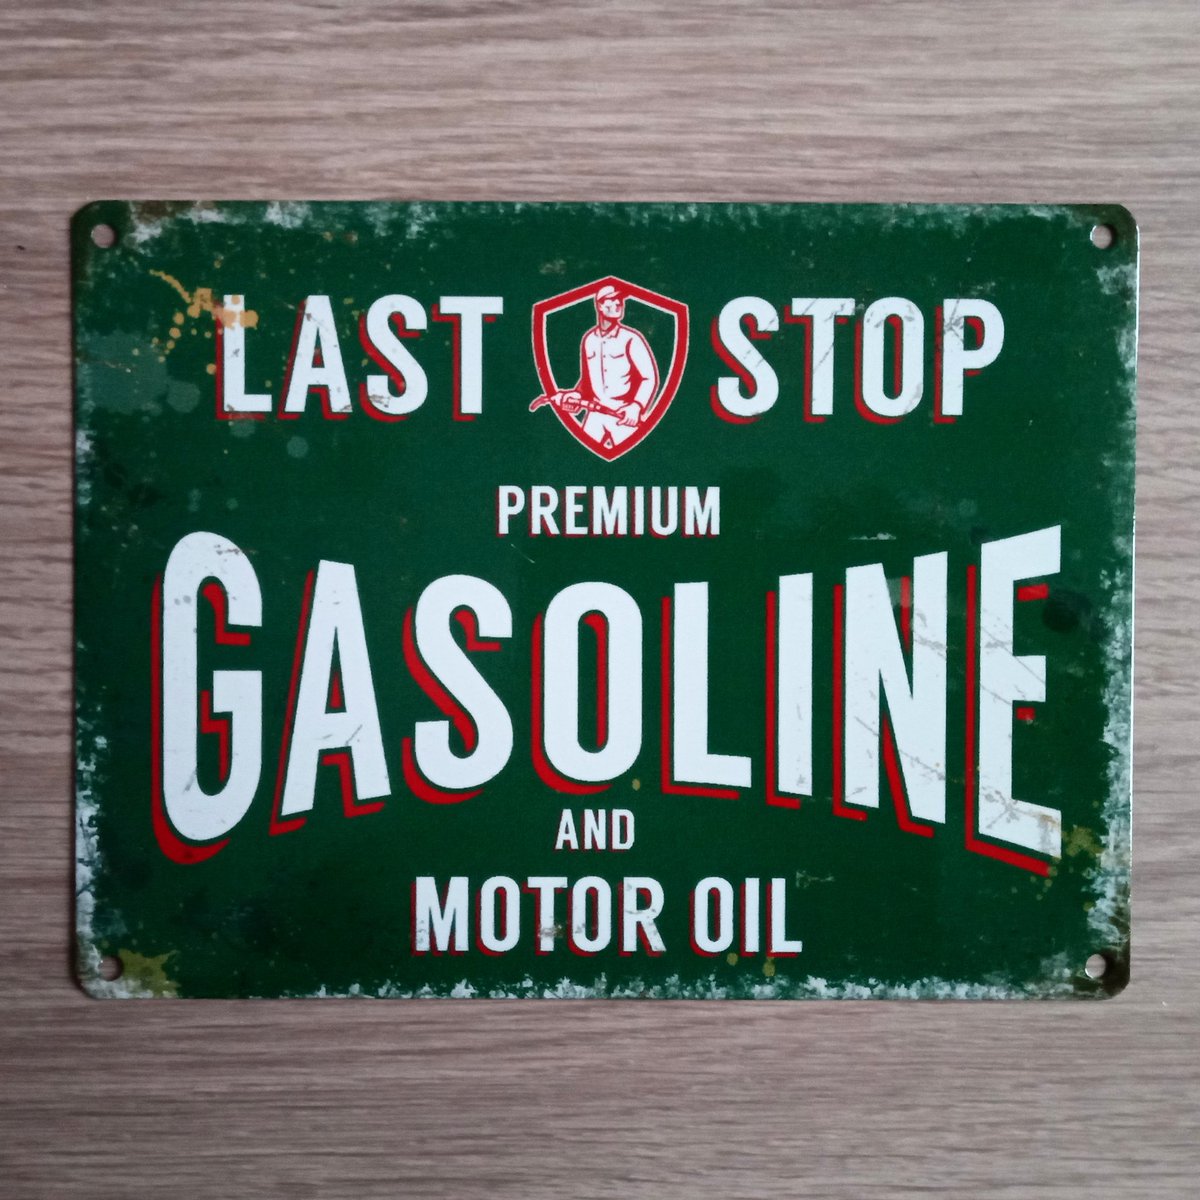 LAST STOP
PREMIUM
GASOLINE
AND
MOTOR OIL